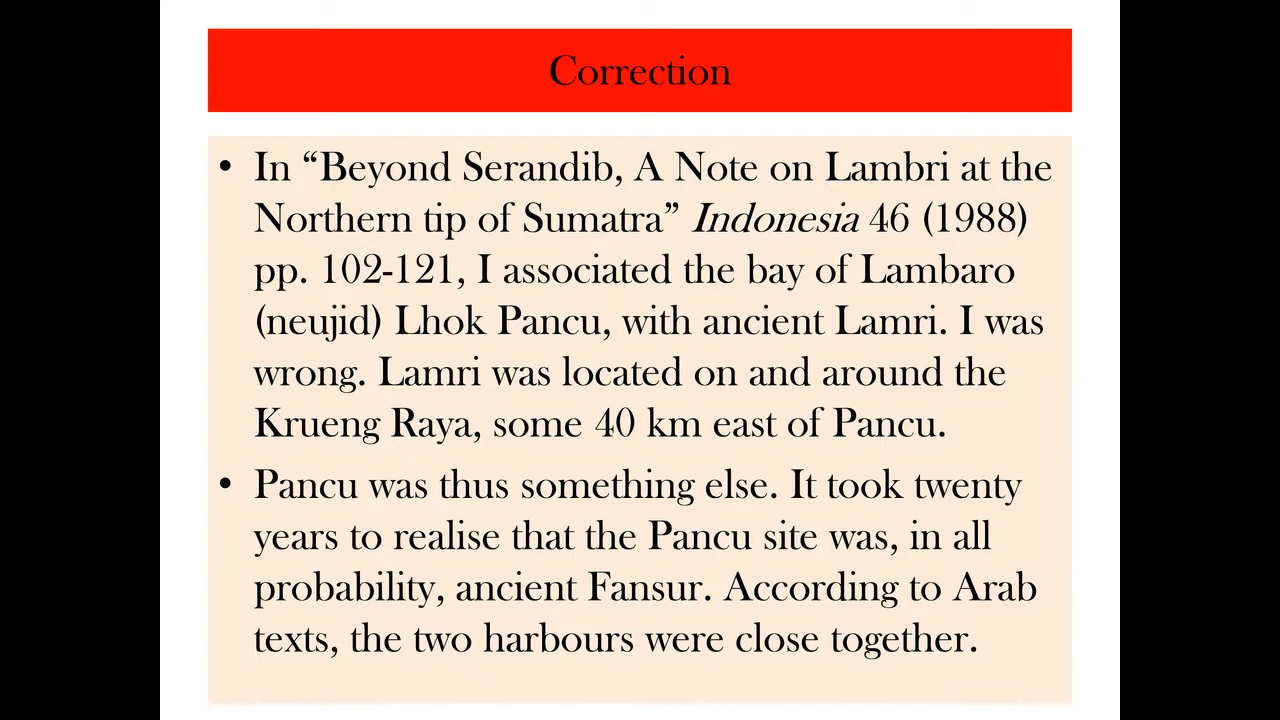 Correction
• In “Beyond Serandib, A Note on Lambri at the
Northern tip of Sumatra” Indonesia 46 (1988)
pp. 102-121, I associated the bay of Lambaro
(neujid) Lhok Pancu, with ancient Lamri. I was
wrong. Lamri was located on and around the
Krueng Raya, some 40 km east of Pancu.
• Pancu was thus something else. It took twenty
years to realise that the Pancu site was, in all
probability, ancient Fansur. According to Arab
texts, the two harbours were close together.